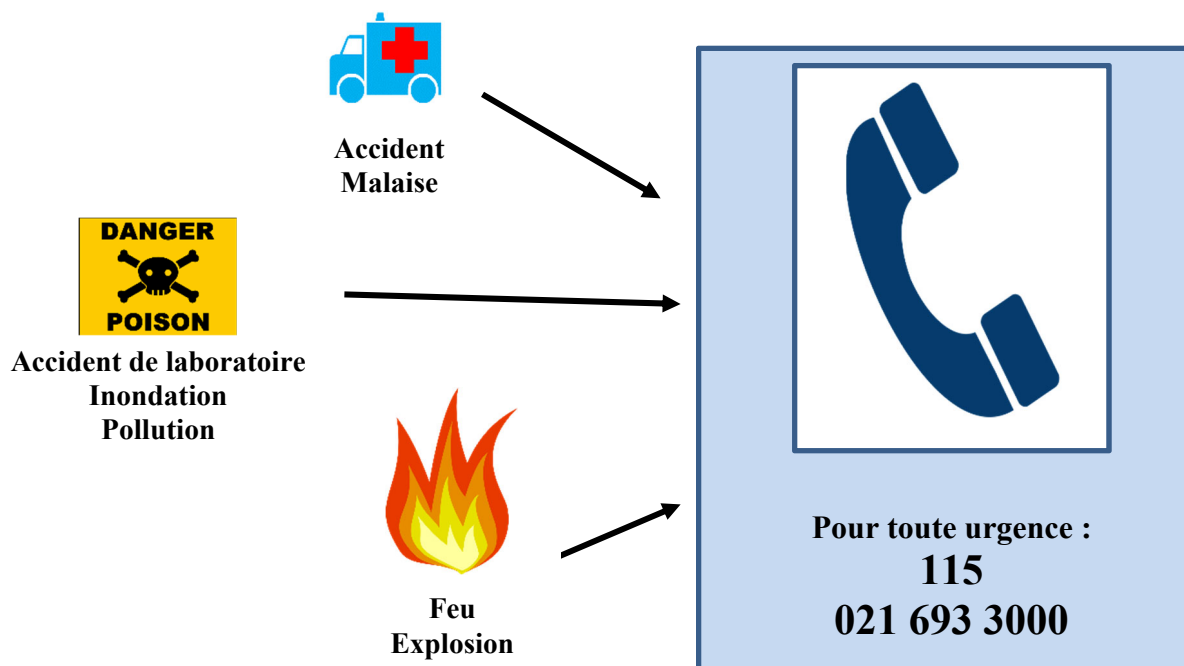 Accident
Malaise
DANGER
POISON
Accident de laboratoire
Inondation
Pollution
Feu
Explosion
Pour toute urgence :
115
021 693 3000